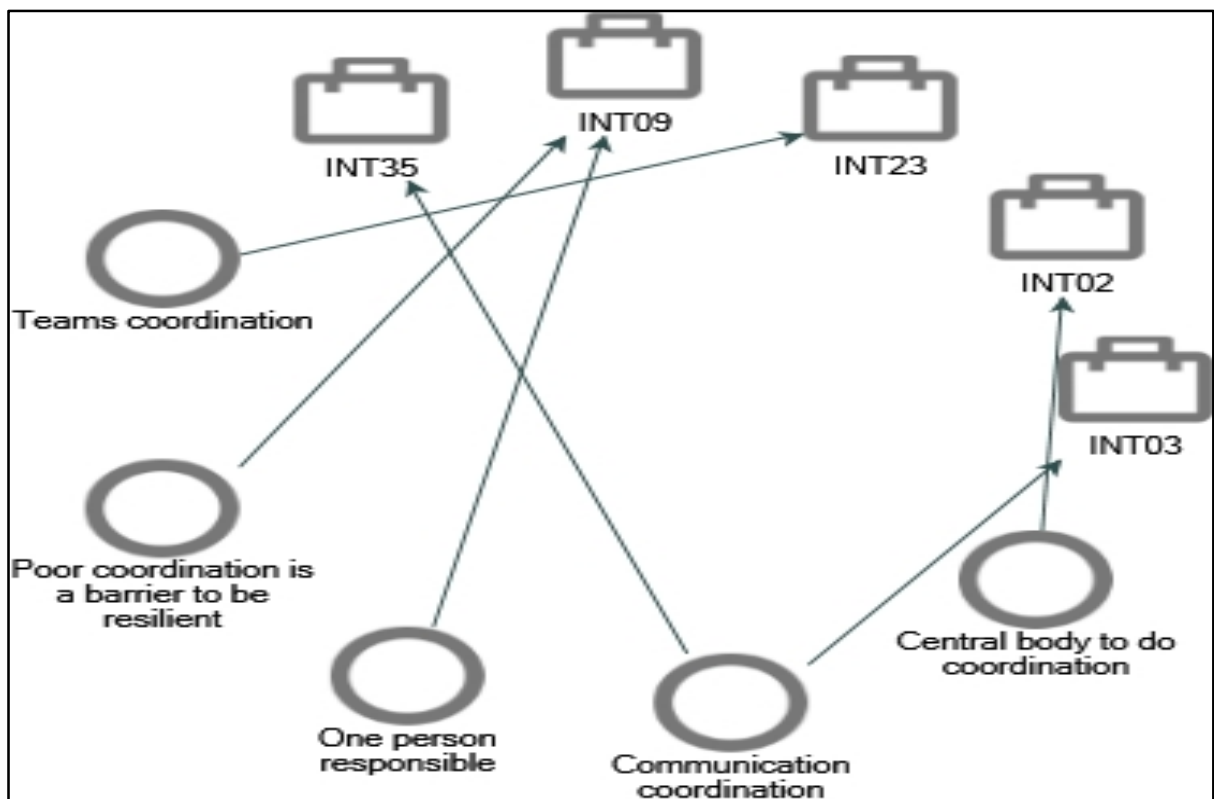 INT09
INT35
INT23
INT02
Teams coordination
INT03
Poor coordination is
a barrier to be
resilient
Central body to do
coordination
One person
responsible
Communication
coordination